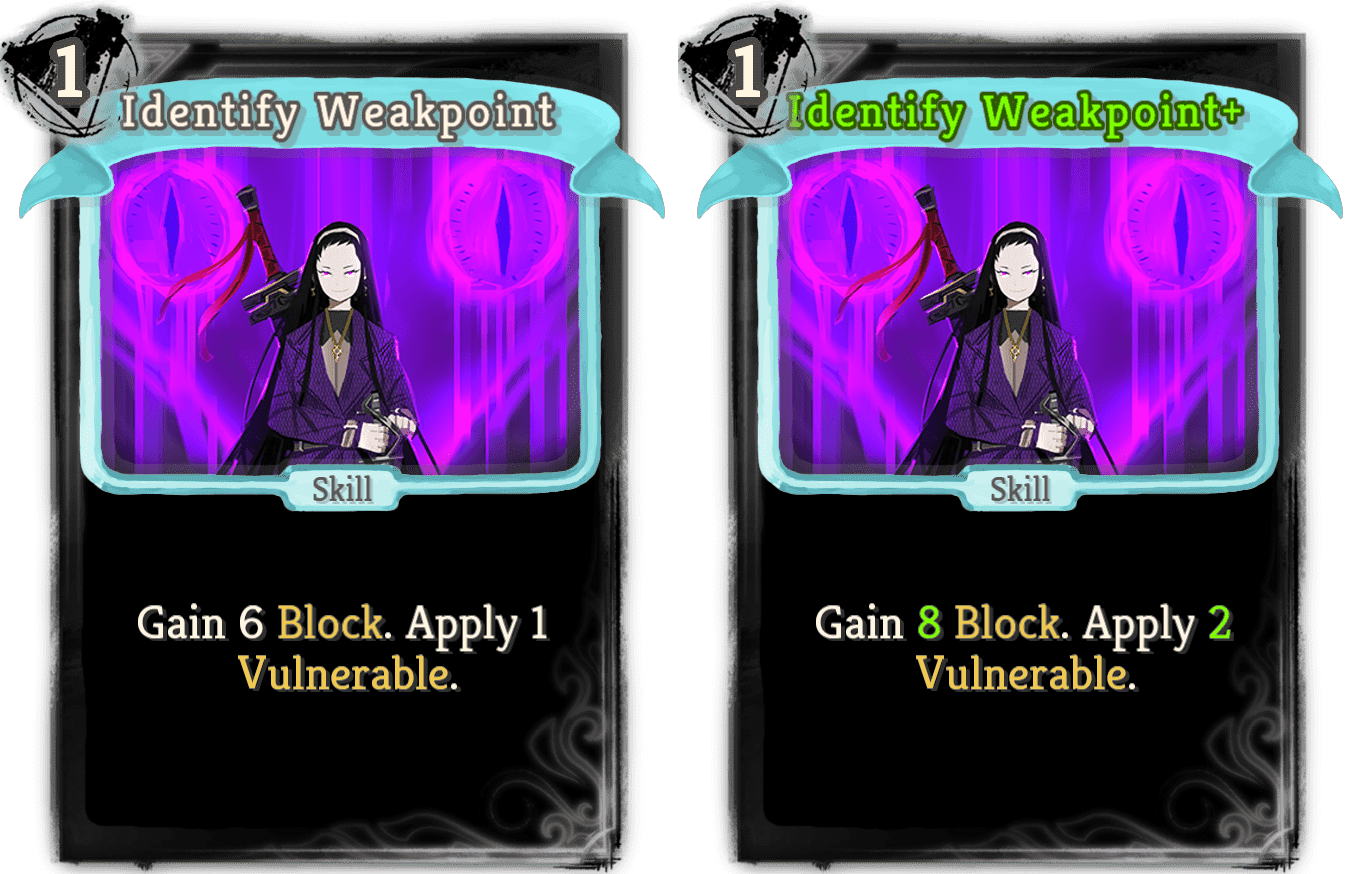 1
Identify Weakpoint
Skill
Gain 6 Block. Apply 1
Vulnerable.
1
Identify Weakpoint+
Skill
Gain 8 Block. Apply 2
Vulnerable.